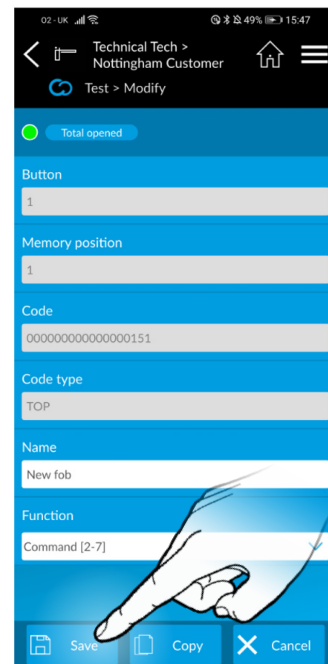 O2 - UK 49% 15:47
Technical Tech >
Nottingham Customer
Test > Modify
Total opened
Button
1
Memory position
1
Code
000000000000000151
Code type
TOP
Name
New fob
Function
Command [2-7]
Save Copy Cancel